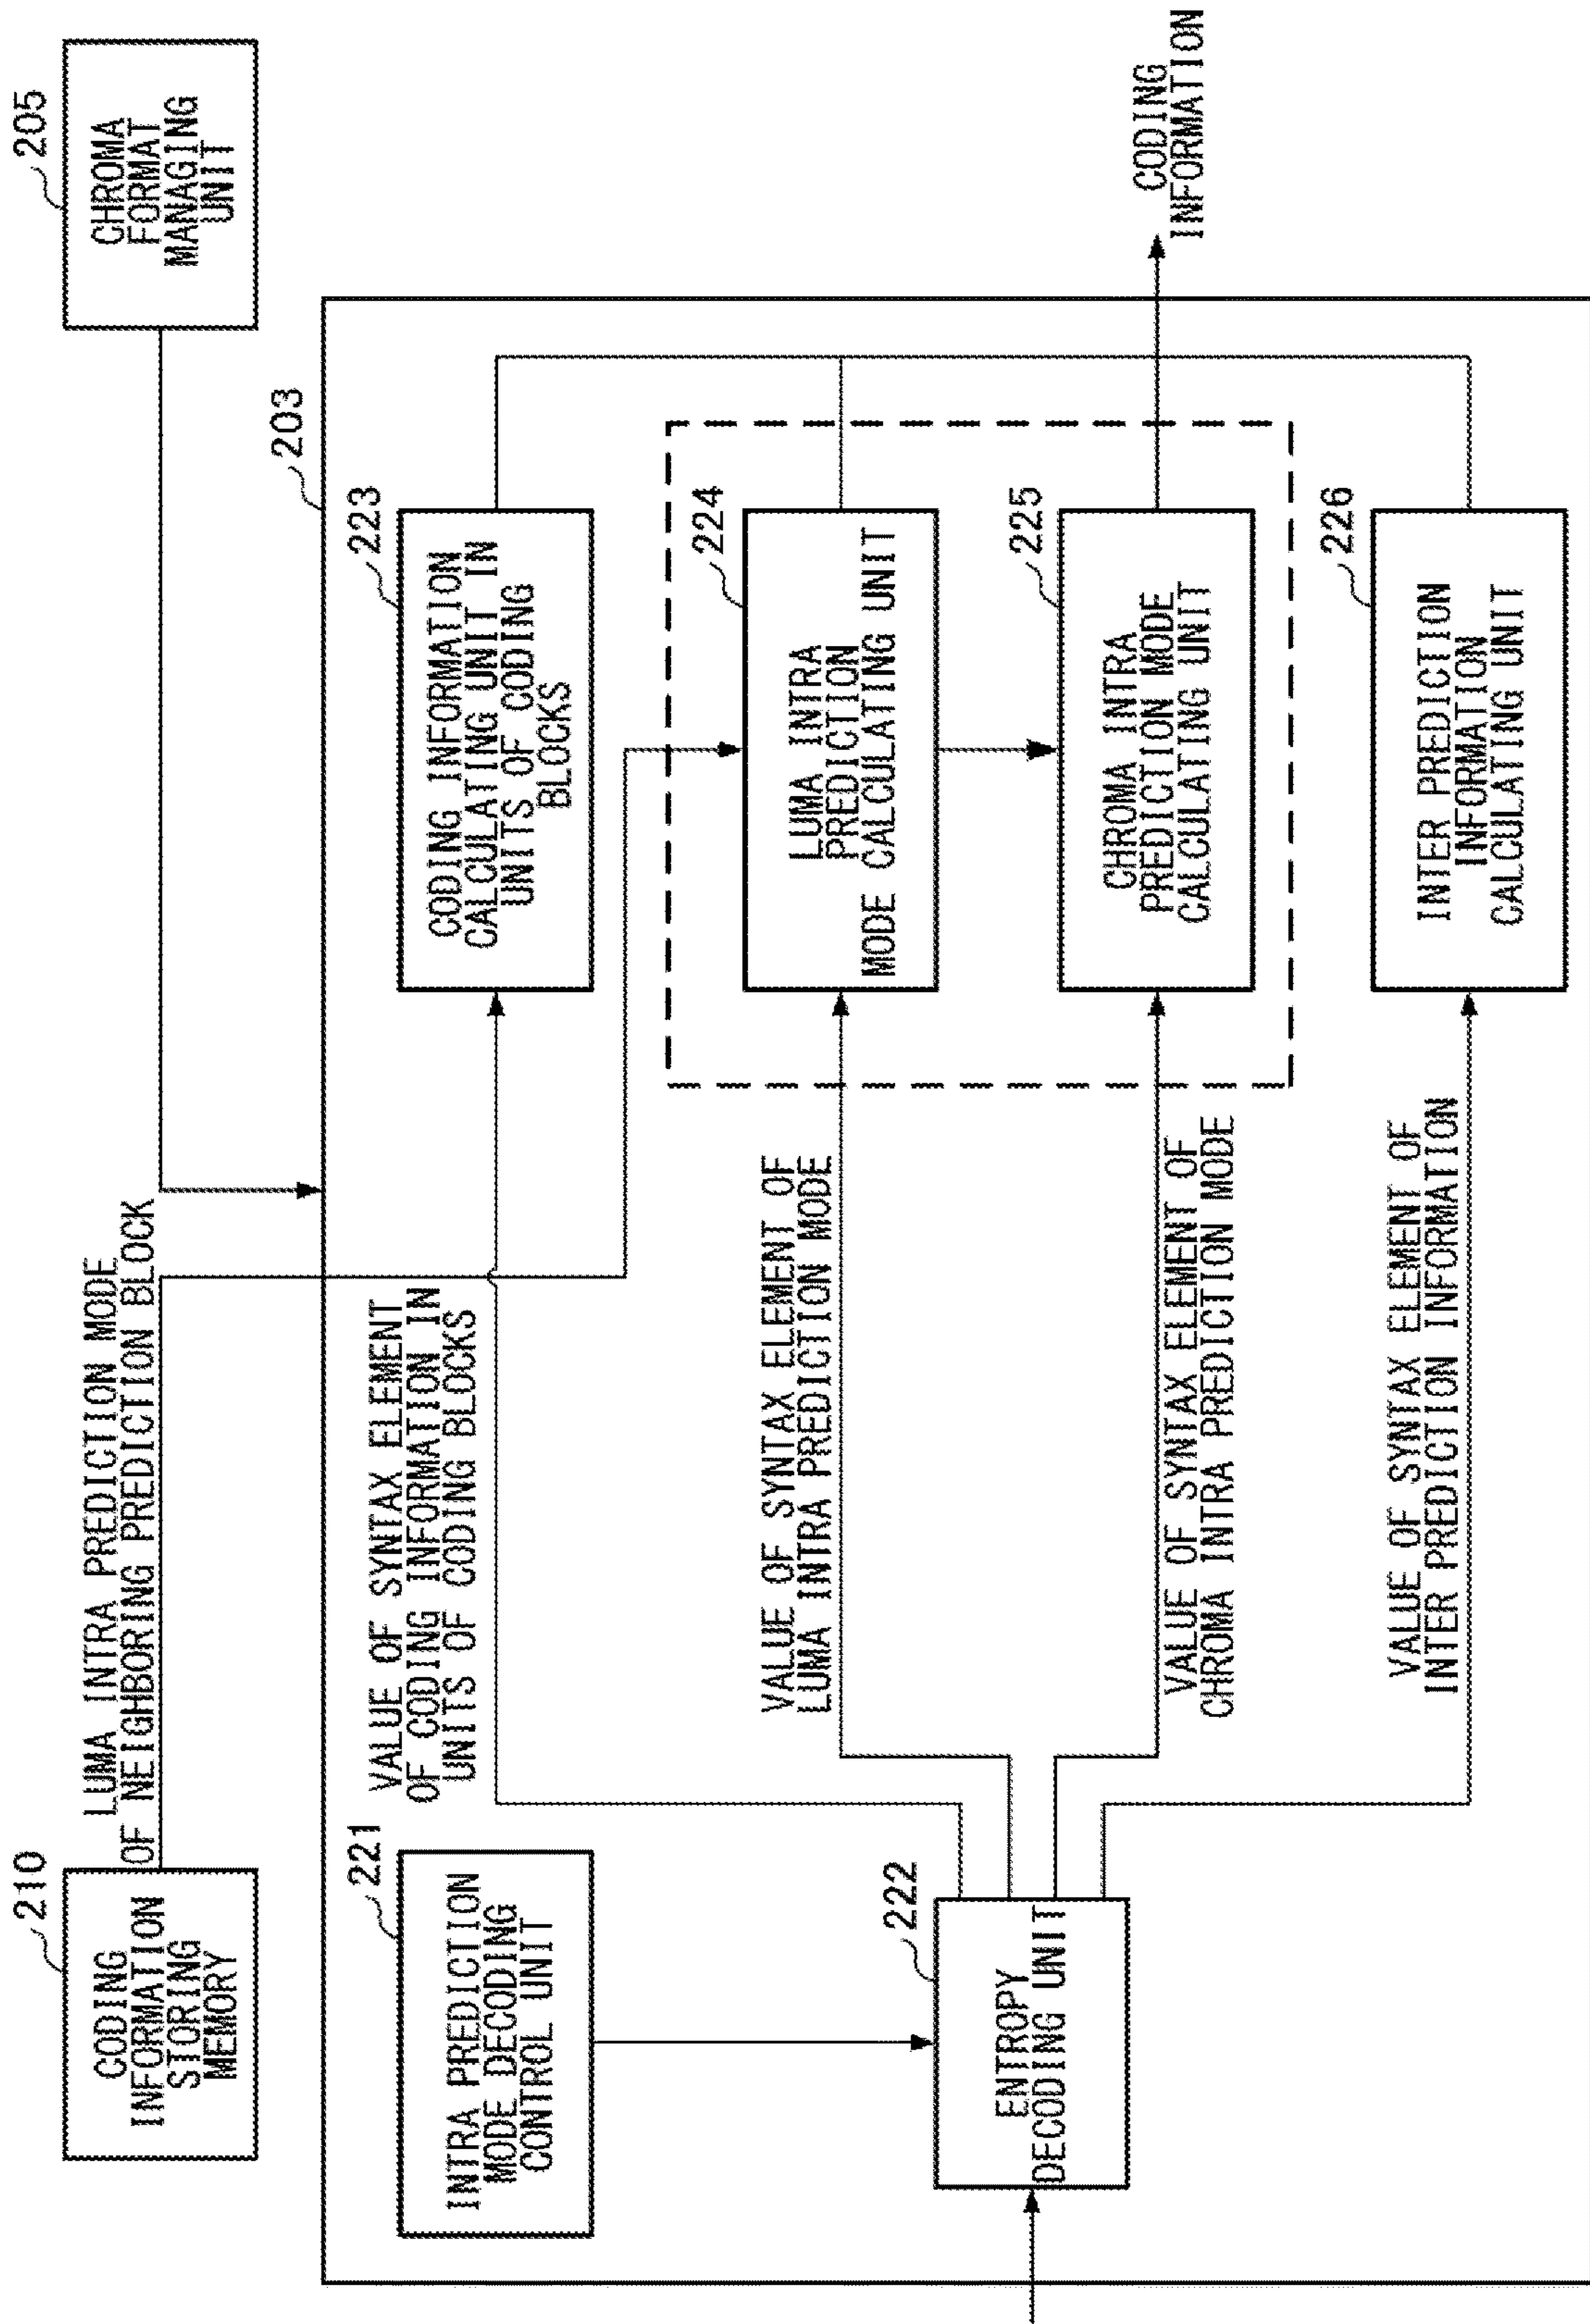 210
CODING
INFORMATION
STORING
MEMORY
LUMA INTRA PREDICTION MODE
OF NEIGHBORING PREDICTION BLOCK
205
CHROMA
FORMAT
MANAGING
UNIT
203
221
INTRA PREDICTION
MODE DECODING
CONTROL UNIT
VALUE OF SYNTAX ELEMENT
OF CODING INFORMATION IN
UNITS OF CODING BLOCKS
223
CODING INFORMATION
CALCULATING UNIT IN
UNITS OF CODING
BLOCKS
VALUE OF SYNTAX ELEMENT OF
LUMA INTRA PREDICTION MODE
224
LUMA INTRA
PREDICTION
MODE CALCULATING UNIT
222
ENTROPY
DECODING UNIT
VALUE OF SYNTAX ELEMENT OF
CHROMA INTRA PREDICTION MODE
225
CHROMA INTRA
PREDICTION MODE
CALCULATING UNIT
CODING
INFORMATION
VALUE OF SYNTAX ELEMENT OF
INTER PREDICTION INFORMATION
226
INTER PREDICTION
INFORMATION
CALCULATING UNIT